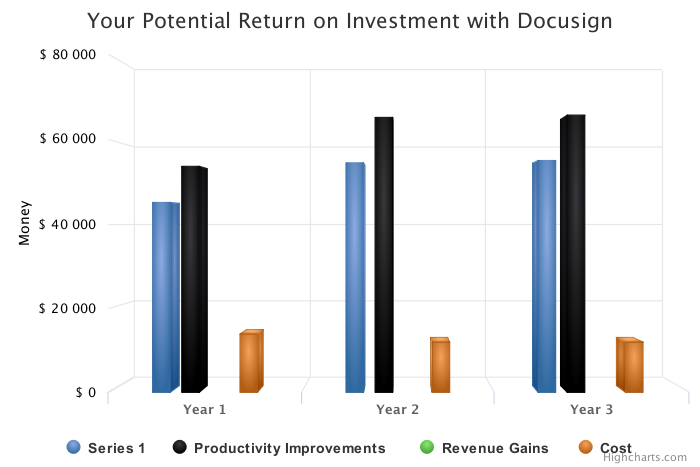 Your Potential Return on Investment with Docusign
$ 80 000
$ 60 000
$ 40 000
$ 20 000
$ 0
Money
Year 1
Year 2
Year 3
Series 1
Productivity Improvements
Revenue Gains
Cost
Highcharts.com